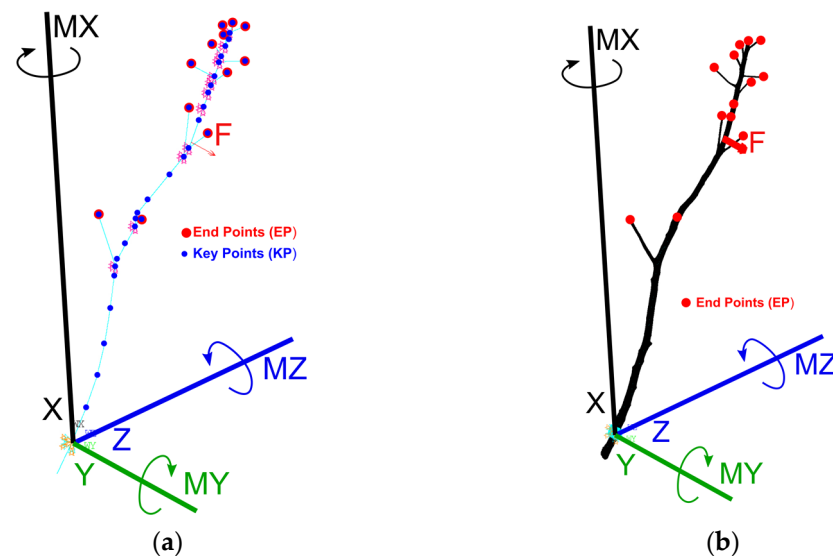 MX
F
End Points (EP)
Key Points (KP)
MZ
X
Z
Y
MY
(a)
MX
F
End Points (EP)
MZ
X
Z
Y
MY
(b)